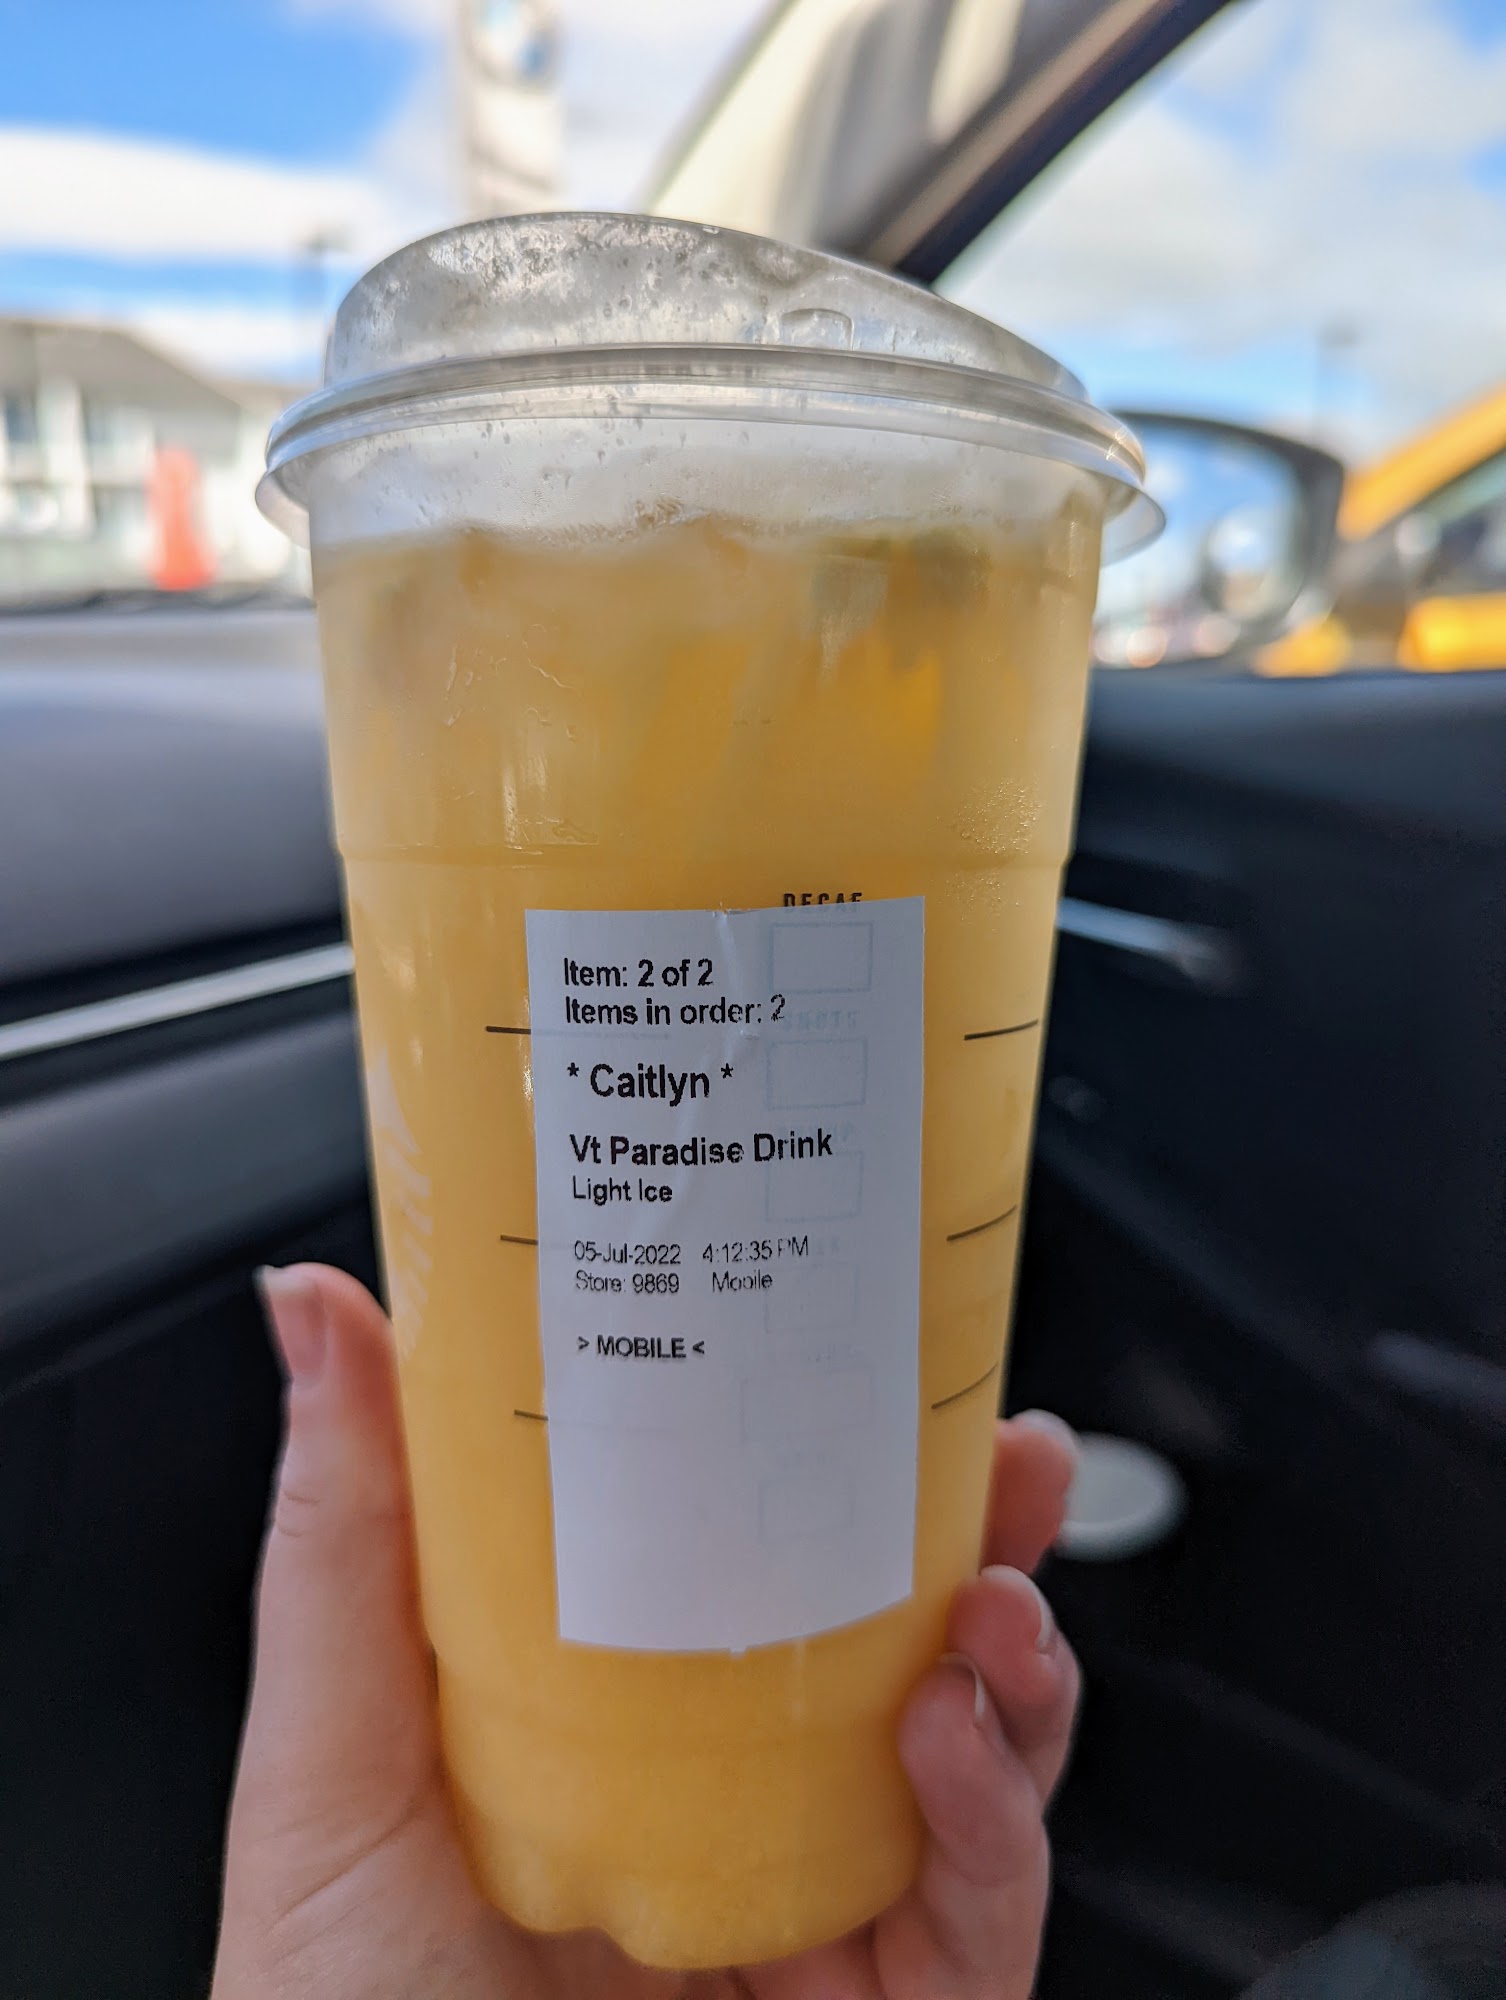 DECAF
Item: 2 of 2
Items in order: 2
* Caitlyn *
Vt Paradise Drink
Light Ice
05-Jul-2022 4:12:35 PM
Store: 9869 Mobile
> MOBILE <